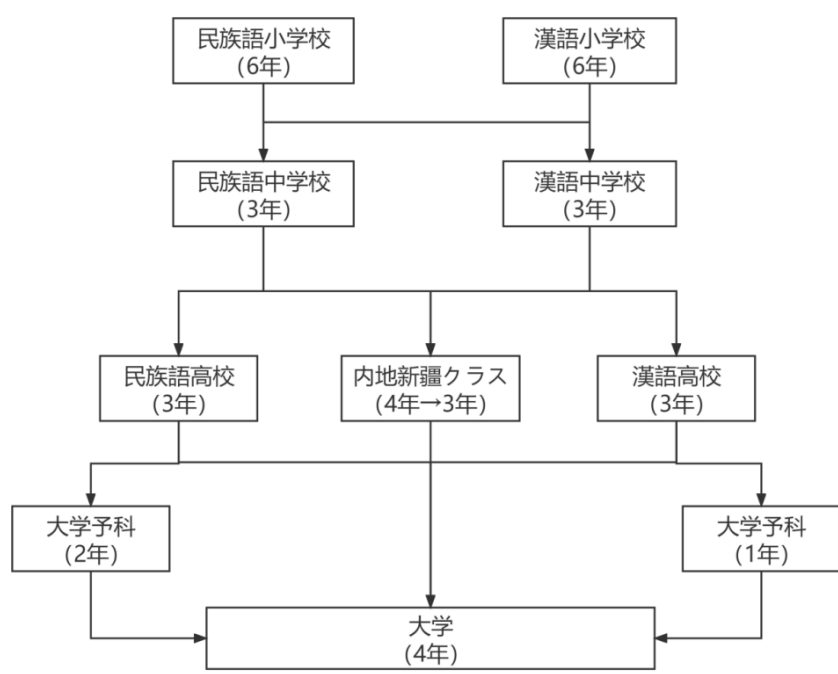 民族語小学校
（6年）
漢語小学校
（6年）
民族語中学校
（3年）
漢語中学校
（3年）
民族語高校
（3年）
内地新疆クラス
（4年→3年）
漢語高校
（3年）
大学予科
（2年）
大学予科
（1年）
大学
（4年）